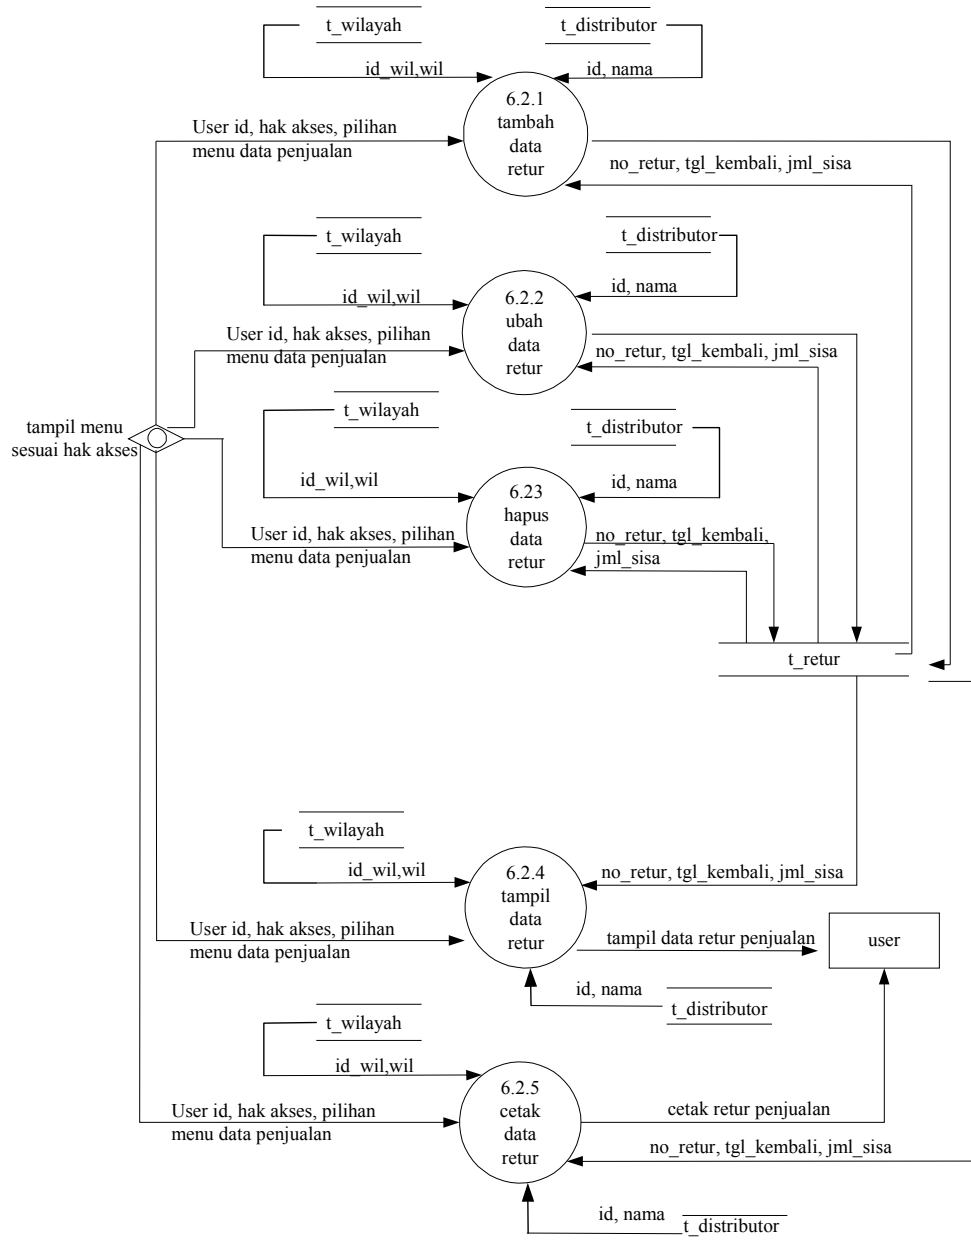 t_wilayah
t_distributor
id_wil,wil
id, nama
6.2.1
tambah
data
retur
User id, hak akses, pilihan
menu data penjualan
no_retur, tgl_kembali, jml_sisa
t_wilayah
t_distributor
id_wil,wil
id, nama
6.2.2
ubah
data
retur
User id, hak akses, pilihan
menu data penjualan
no_retur, tgl_kembali, jml_sisa
t_wilayah
t_distributor
tampil menu
sesuai hak akses
id_wil,wil
id, nama
6.23
hapus
data
retur
User id, hak akses, pilihan
menu data penjualan
no_retur, tgl_kembali,
jml_sisa
t_retur
t_wilayah
id_wil,wil
6.2.4
tampil
data
retur
no_retur, tgl_kembali, jml_sisa
User id, hak akses, pilihan
menu data penjualan
tampil data retur penjualan
user
id, nama
t_distributor
t_wilayah
id_wil,wil
6.2.5
cetak
data
retur
User id, hak akses, pilihan
menu data penjualan
cetak retur penjualan
no_retur, tgl_kembali, jml_sisa
id, nama
t_distributor